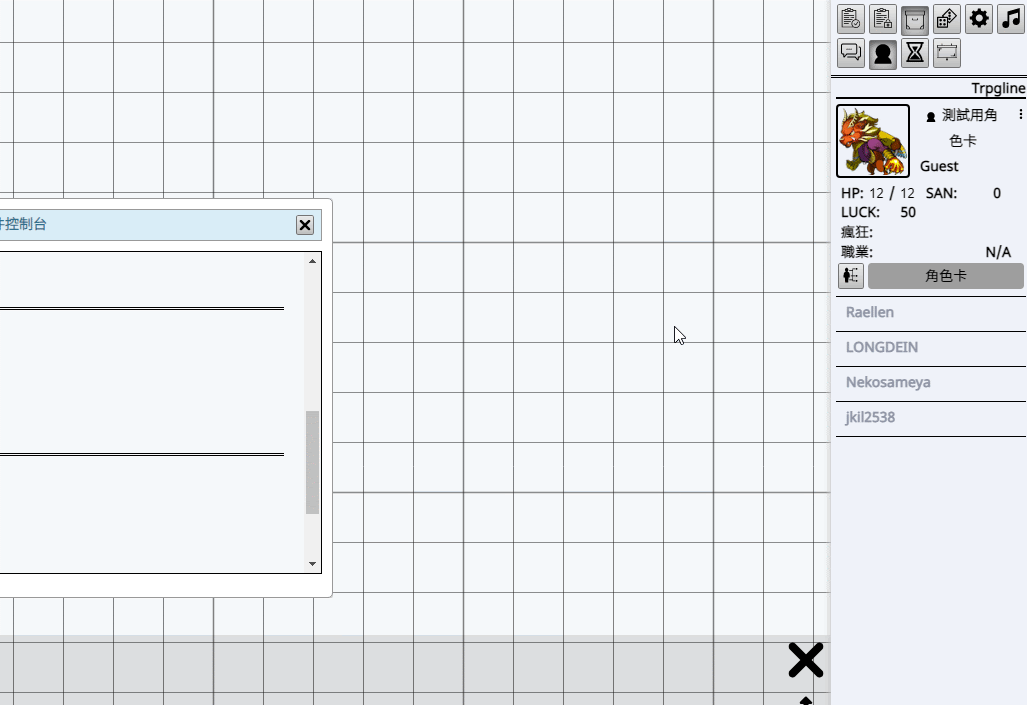 Trpgline
測試用角
色卡
Guest
HP: 12 / 12 SAN: 0
LUCK: 50
瘋狂:
職業: N/A
角色卡
Raellen
LONGDEIN
Nekosameya
jkil2538
控制台